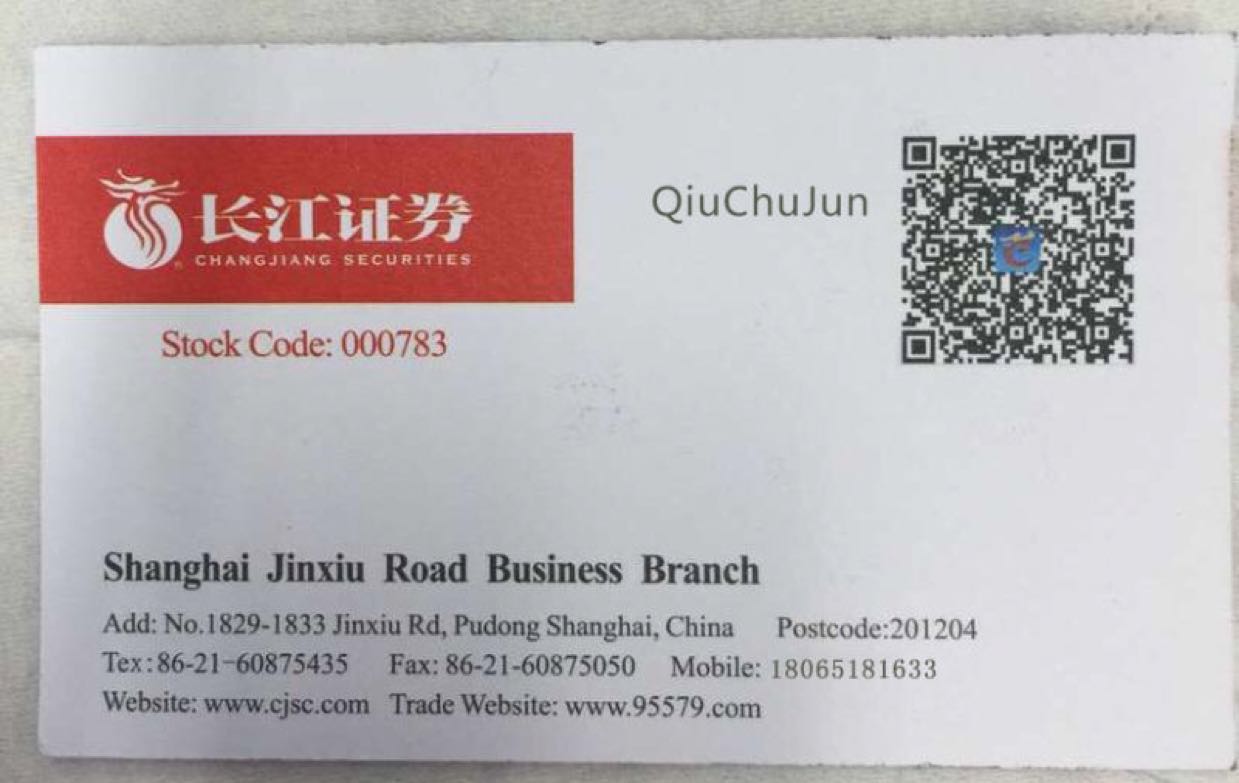 长江证券
CHANGJIANG SECURITIES
QiuChuJun
Stock Code: 000783
Shanghai Jinxiu Road Business Branch
Add: No.1829-1833 Jinxiu Rd, Pudong Shanghai, China Postcode:201204
Tex:86-21-60875435 Fax: 86-21-60875050 Mobile: 18065181633
Website: www.cjsc.com Trade Website: www.95579.com